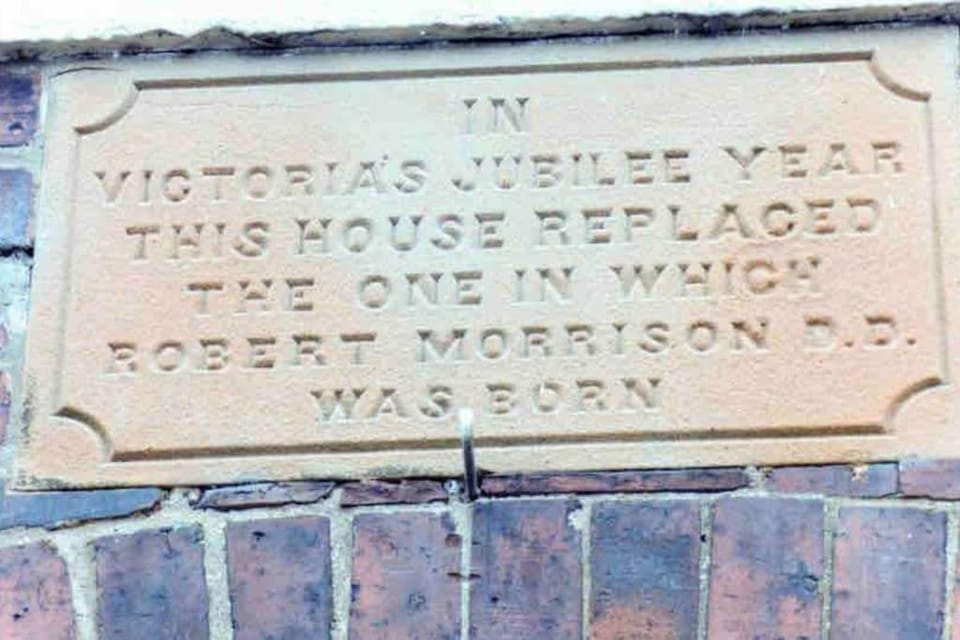 IN
VICTORIA'S JUBILEE YEAR
THIS HOUSE REPLACED
THE ONE IN WHICH
ROBERT MORRISON D.D.
WAS BORN